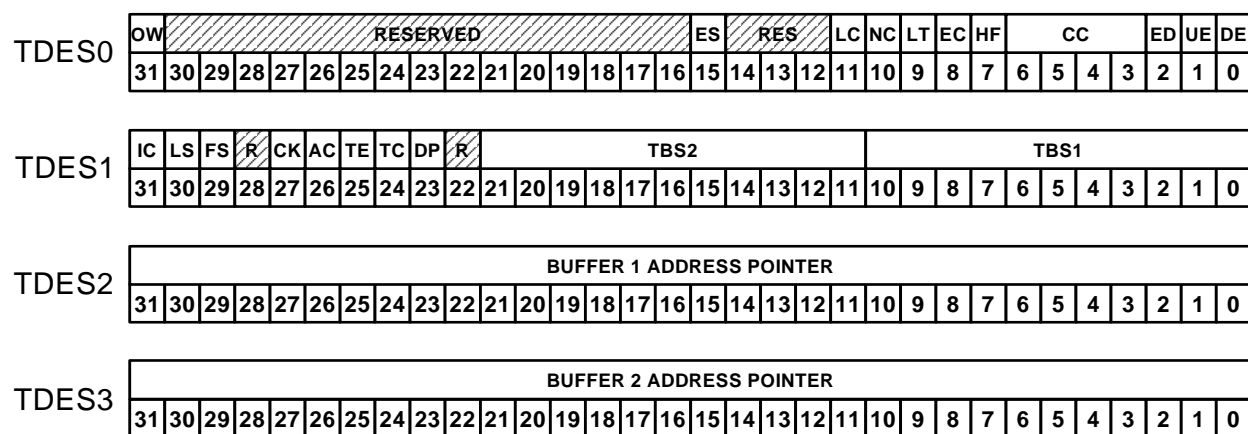 TDES0
OW RESERVED ES RES LC NC LT EC HF CC ED UE DE
31 30 29 28 27 26 25 24 23 22 21 20 19 18 17 16 15 14 13 12 11 10 9 8 7 6 5 4 3 2 1 0
TDES1
IC LS FS R CK AC TE TC DP R TBS2 TBS1
31 30 29 28 27 26 25 24 23 22 21 20 19 18 17 16 15 14 13 12 11 10 9 8 7 6 5 4 3 2 1 0
TDES2
BUFFER 1 ADDRESS POINTER
31 30 29 28 27 26 25 24 23 22 21 20 19 18 17 16 15 14 13 12 11 10 9 8 7 6 5 4 3 2 1 0
TDES3
BUFFER 2 ADDRESS POINTER
31 30 29 28 27 26 25 24 23 22 21 20 19 18 17 16 15 14 13 12 11 10 9 8 7 6 5 4 3 2 1 0